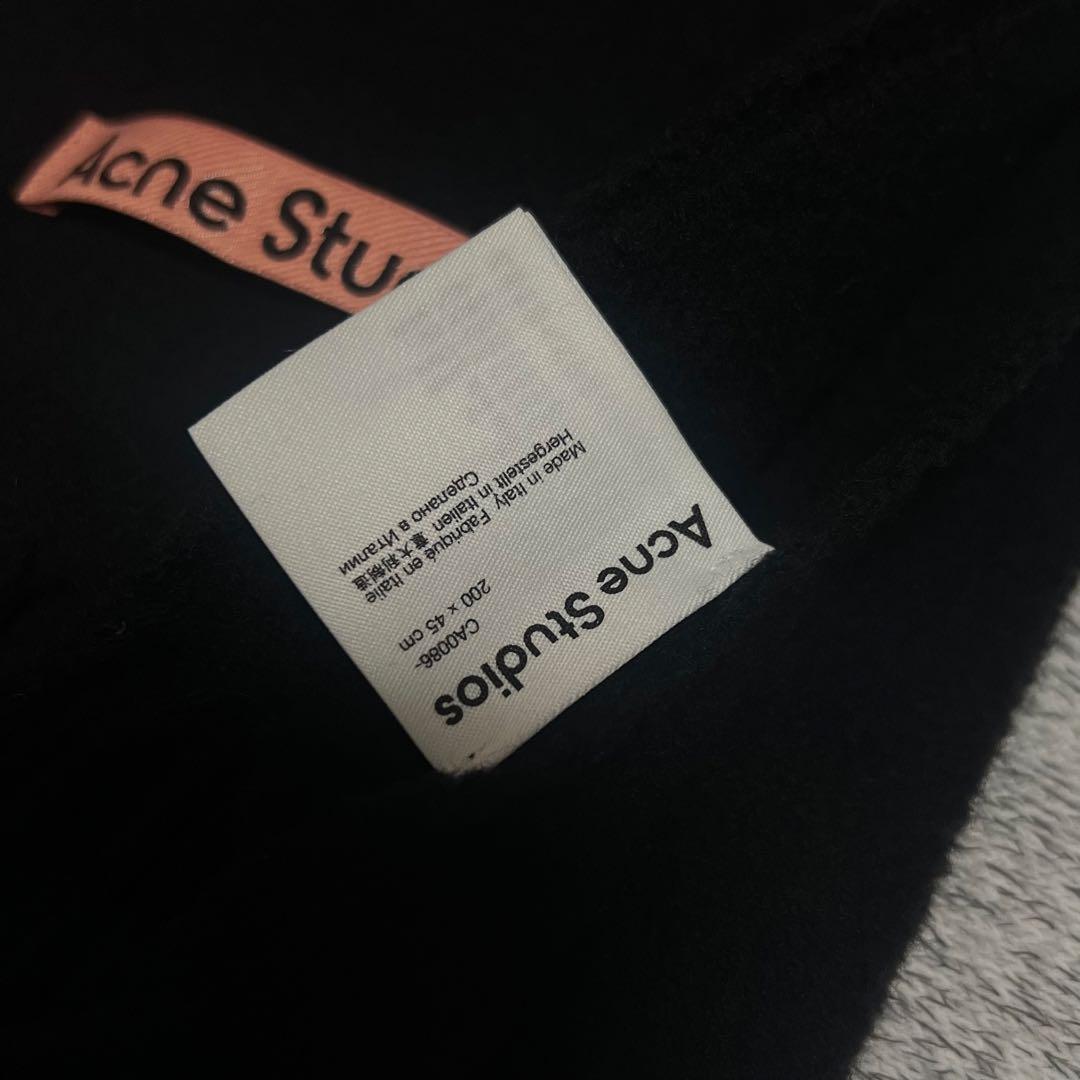 Acne Stu
Acne Studios
CA0086-
200 × 45 cm
Made in Italy Fabriqué en Italie
Hergestellt in Italien 意大利制造
Сделано в Италии